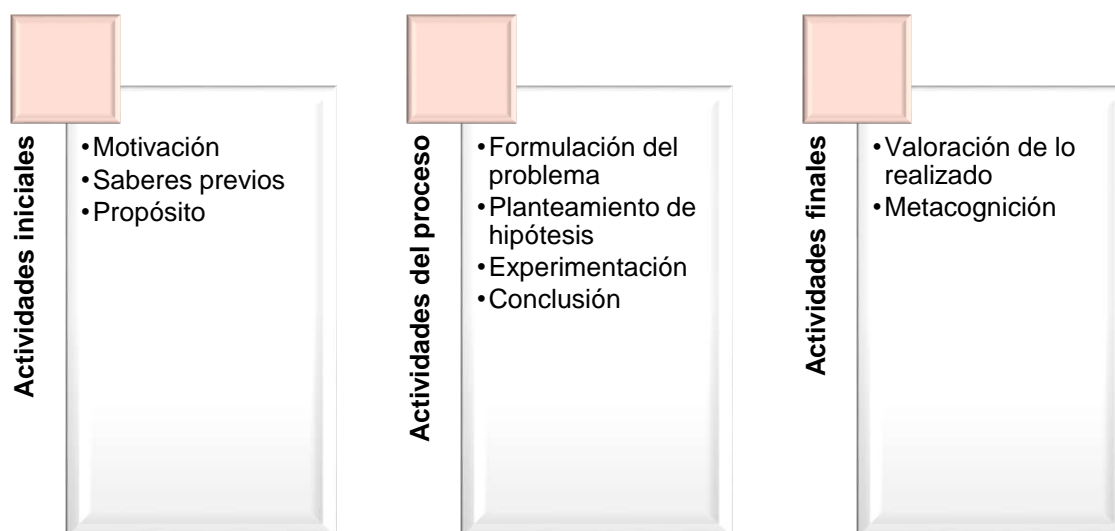 Actividades iniciales
•Motivación
•Saberes previos
•Propósito
Actividades del proceso
•Formulación del
problema
•Planteamiento de
hipótesis
•Experimentación
•Conclusión
Actividades finales
•Valoración de lo
realizado
•Metacognición